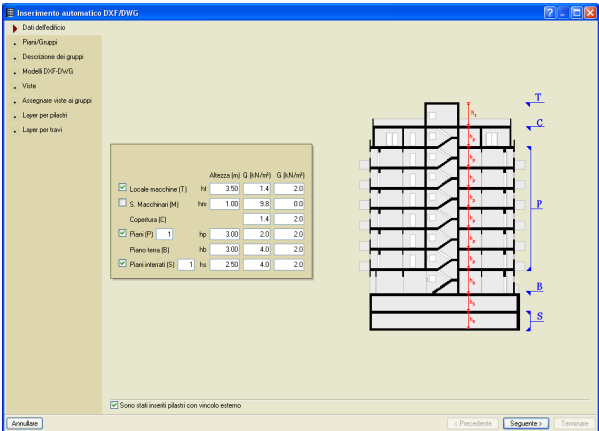 Inserimento automatico DXF/DWG
Dati dell'edificio
Piani/Gruppi
Descrizione dei gruppi
Modelli DXF-DWG
Viste
Assegnare viste ai gruppi
Layer per pilastri
Layer per travi
Altezza (m) Q (kN/m²) G (kN/m²)
Locale macchine (T) ht 3.50 1.4 2.0
S. Macchinari (M) hm 1.00 9.8 0.0
Copertura (C) 1.4 2.0
Piani (P) 1 hp 3.00 2.0 2.0
Piano terra (B) hb 3.00 4.0 2.0
Piani interrati (S) 1 hs 2.50 4.0 2.0
T
C
P
B
S
Sono stati inseriti pilastri con vincolo esterno
Annullare < Precedente Seguente > Terminare